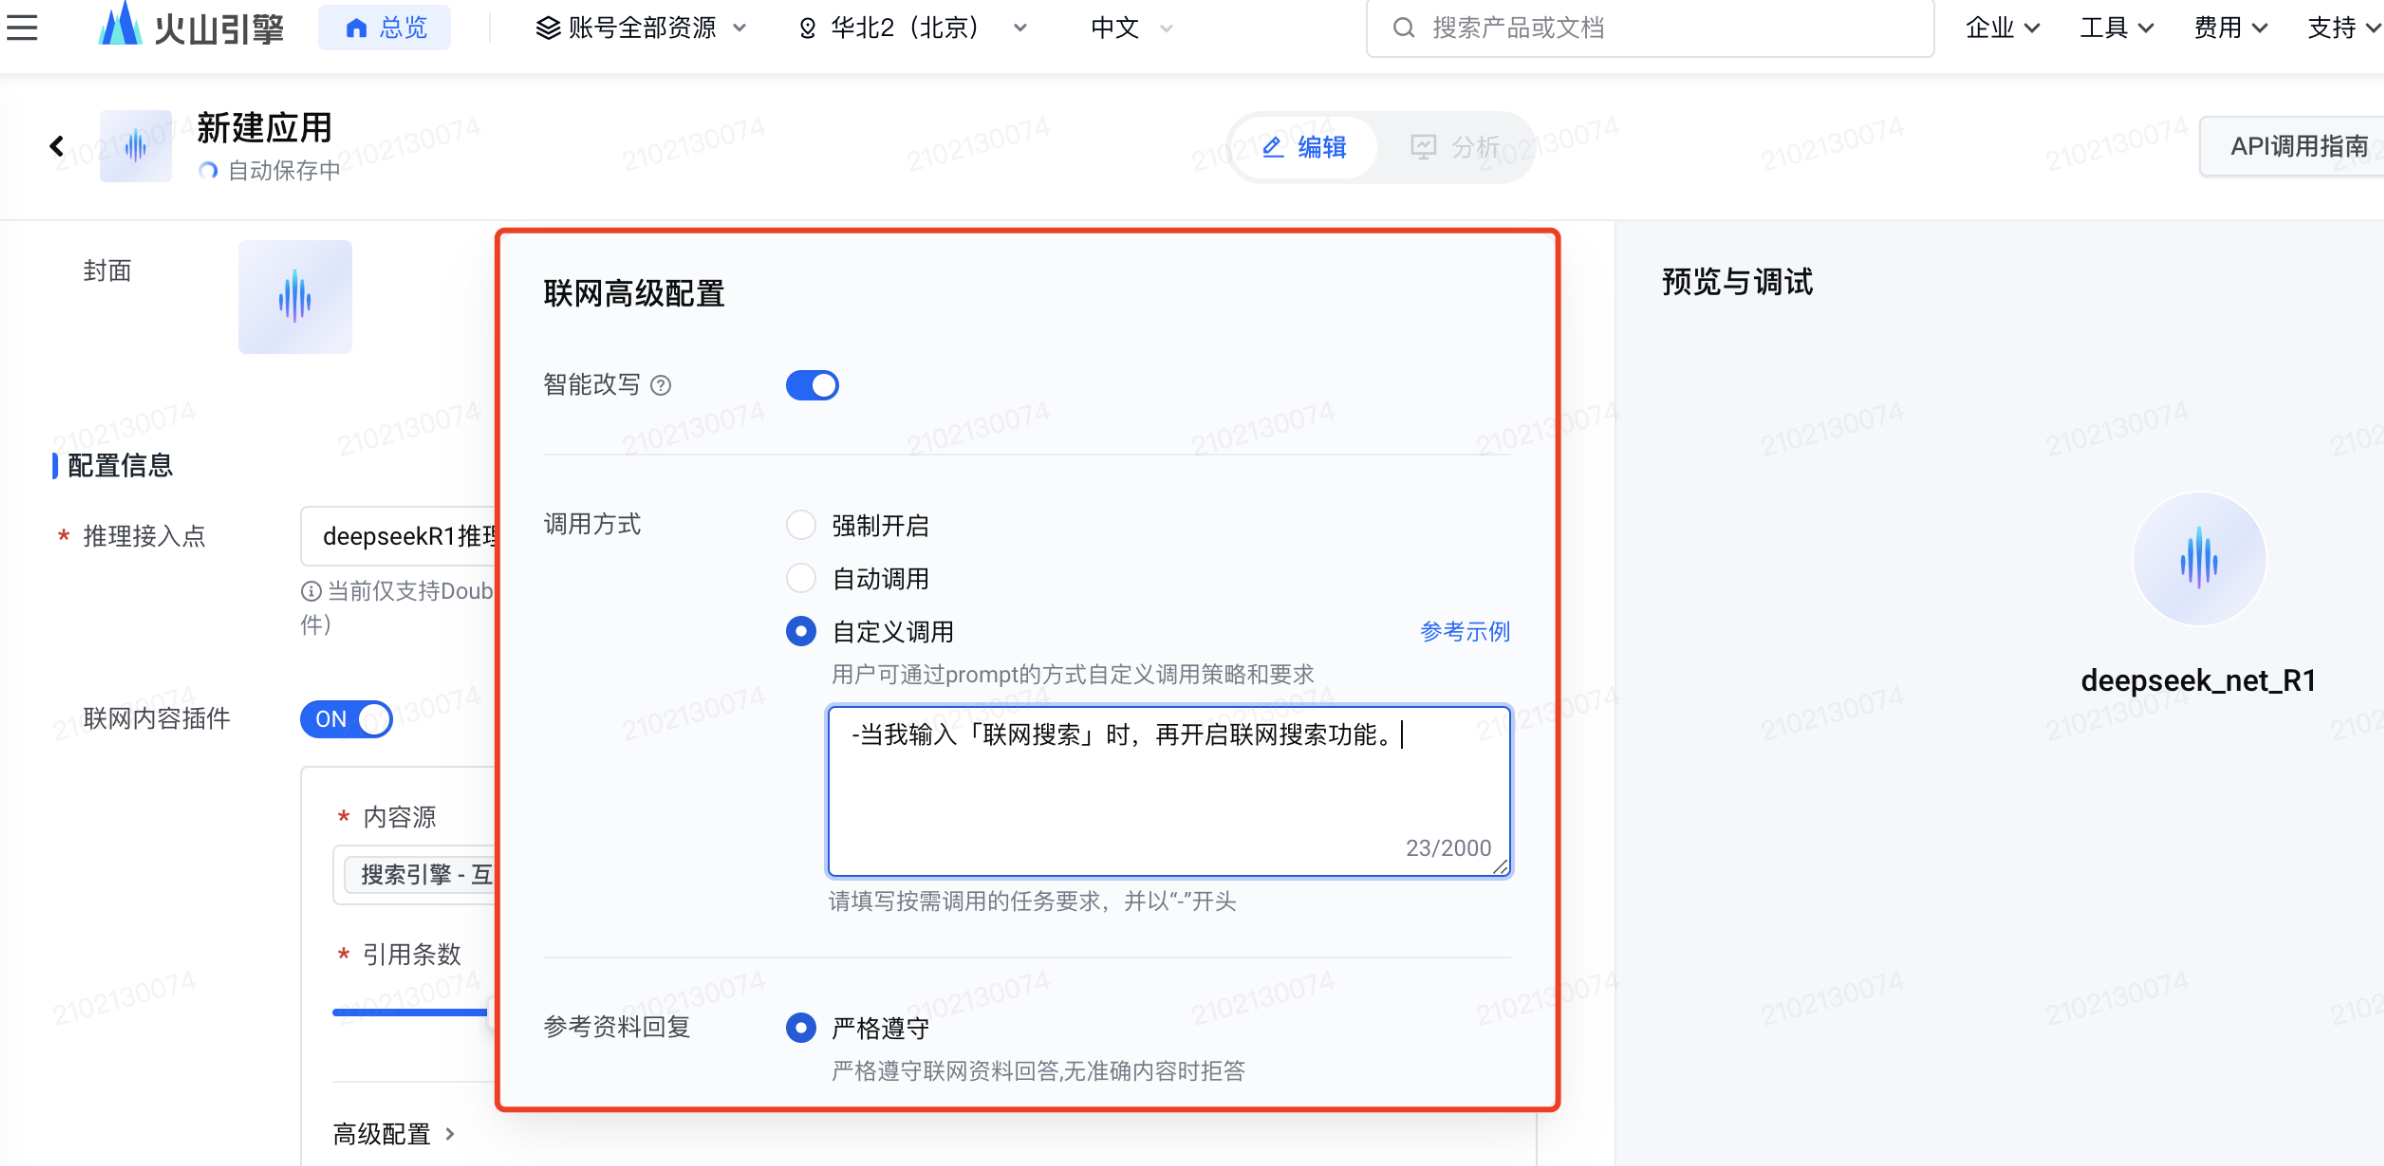 火山引擎
总览
账号全部资源
华北2（北京）
中文
搜索产品或文档
企业
工具
费用
支持
新建应用
自动保存中
编辑
分析
API调用指南
封面
配置信息
* 推理接入点
deepseekR1推理
当前仅支持Doub
件)
联网内容插件
ON
* 内容源
搜索引擎 - 互
* 引用条数
高级配置
联网高级配置
智能改写
调用方式
强制开启
自动调用
自定义调用
参考示例
用户可通过prompt的方式自定义调用策略和要求
-当我输入「联网搜索」时，再开启联网搜索功能。
23/2000
请填写按需调用的任务要求，并以“-”开头
参考资料回复
严格遵守
严格遵守联网资料回答,无准确内容时拒答
预览与调试
deepseek_net_R1
2102130074